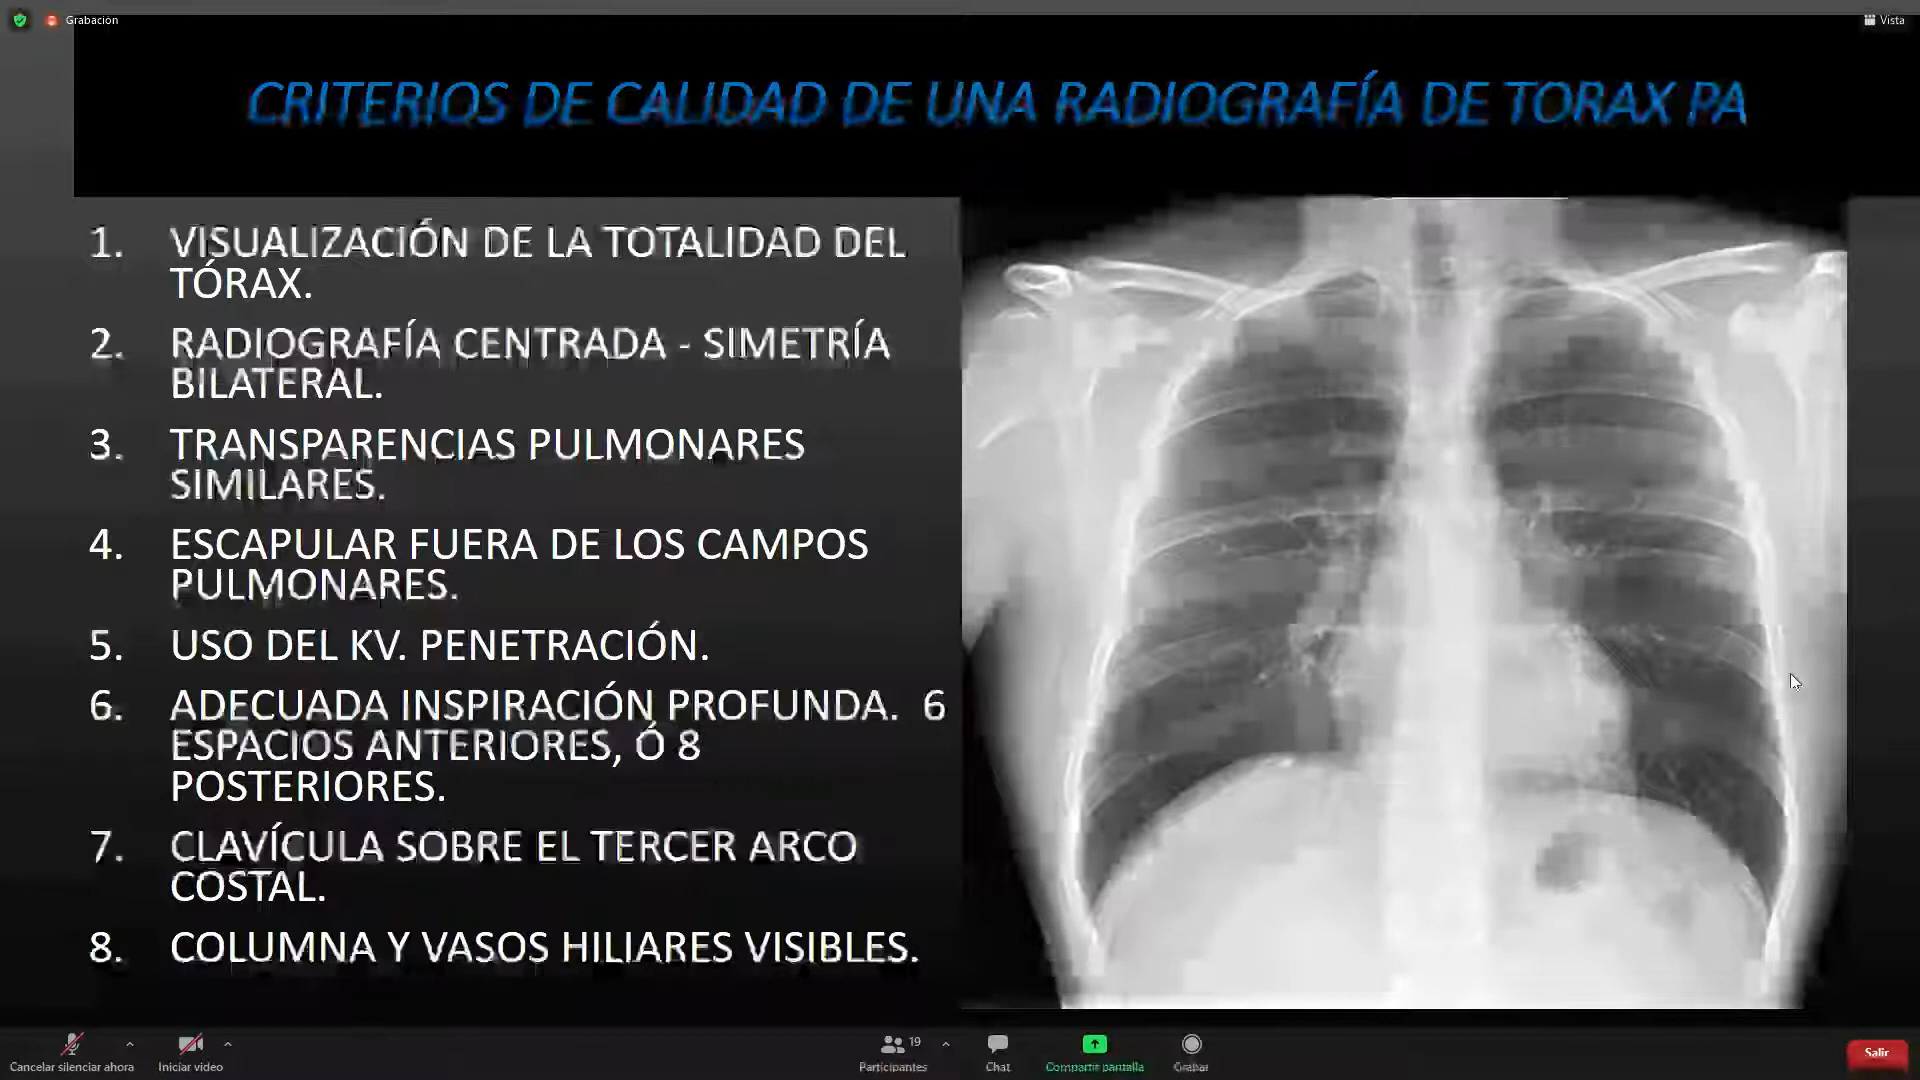 Grabación
Vista
CRITERIOS DE CALIDAD DE UNA RADIOGRAFÍA DE TORAX PA
1. VISUALIZACIÓN DE LA TOTALIDAD DEL
TÓRAX.
2. RADIOGRAFÍA CENTRADA - SIMETRÍA
BILATERAL.
3. TRANSPARENCIAS PULMONARES
SIMILARES.
4. ESCAPULAR FUERA DE LOS CAMPOS
PULMONARES.
5. USO DEL KV. PENETRACIÓN.
6. ADECUADA INSPIRACIÓN PROFUNDA. 6
ESPACIOS ANTERIORES, Ó 8
POSTERIORES.
7. CLAVÍCULA SOBRE EL TERCER ARCO
COSTAL.
8. COLUMNA Y VASOS HILIARES VISIBLES.
Cancelar silenciar ahora
Iniciar video
19
Participantes
Chat
Compartir pantalla
Grabar
Salir